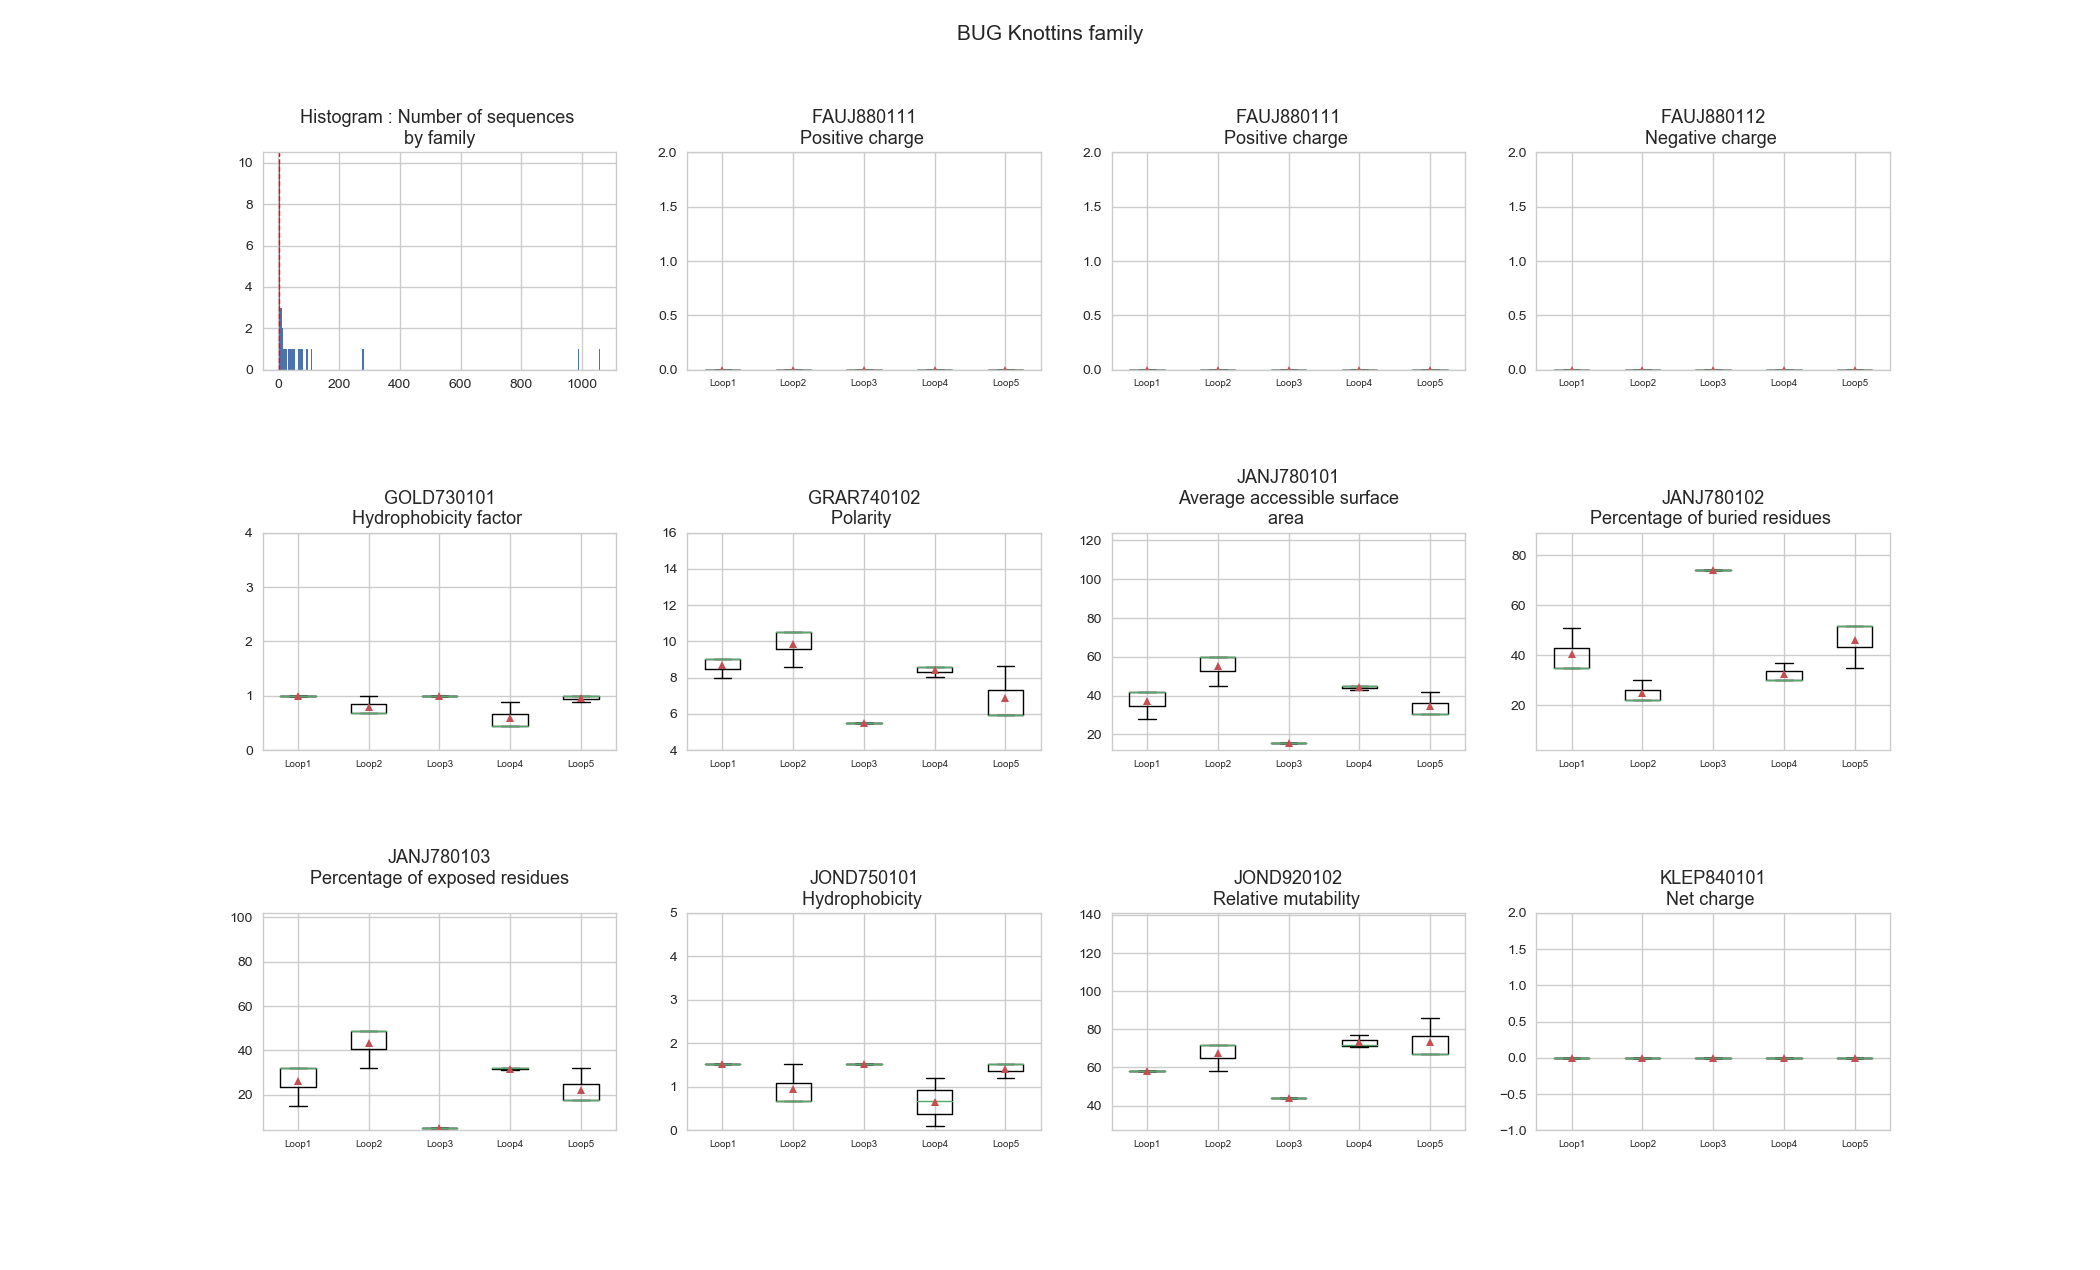 BUG Knottins family
Histogram : Number of sequences
by family
10
8
6
4
2
0
0 200 400 600 800 1000
FAUJ880111
Positive charge
2.0
1.5
1.0
0.5
0.0
Loop1 Loop2 Loop3 Loop4 Loop5
FAUJ880111
Positive charge
2.0
1.5
1.0
0.5
0.0
Loop1 Loop2 Loop3 Loop4 Loop5
FAUJ880112
Negative charge
2.0
1.5
1.0
0.5
0.0
Loop1 Loop2 Loop3 Loop4 Loop5
GOLD730101
Hydrophobicity factor
4
3
2
1
0
Loop1 Loop2 Loop3 Loop4 Loop5
GRAR740102
Polarity
16
14
12
10
8
6
4
Loop1 Loop2 Loop3 Loop4 Loop5
JANJ780101
Average accessible surface
area
120
100
80
60
40
20
Loop1 Loop2 Loop3 Loop4 Loop5
JANJ780102
Percentage of buried residues
80
60
40
20
Loop1 Loop2 Loop3 Loop4 Loop5
JANJ780103
Percentage of exposed residues
100
80
60
40
20
Loop1 Loop2 Loop3 Loop4 Loop5
JOND750101
Hydrophobicity
5
4
3
2
1
0
Loop1 Loop2 Loop3 Loop4 Loop5
JOND920102
Relative mutability
140
120
100
80
60
40
Loop1 Loop2 Loop3 Loop4 Loop5
KLEP840101
Net charge
2.0
1.5
1.0
0.5
0.0
−0.5
−1.0
Loop1 Loop2 Loop3 Loop4 Loop5